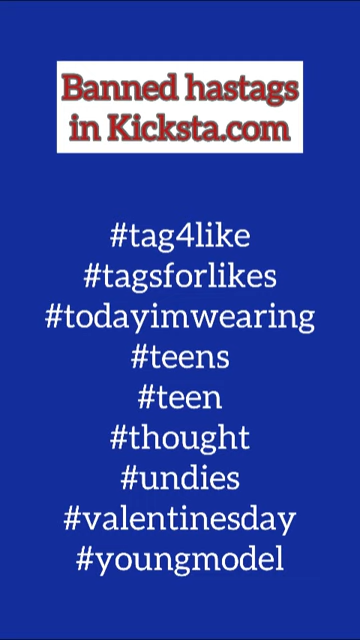 Banned hastags
in Kicksta.com
#tag4like
#tagsforlikes
#todayimwearing
#teens
#teen
#thought
#undies
#valentinesday
#youngmodel